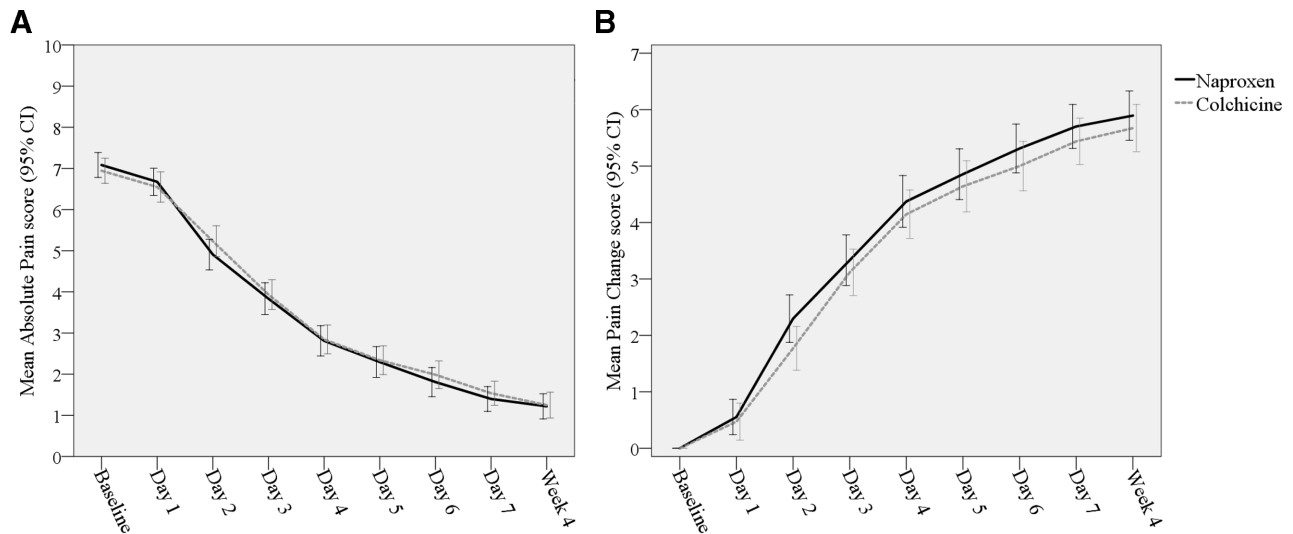 A
Mean Absolute Pain score (95% CI)
10
9
8
7
6
5
4
3
2
1
0
Baseline
Day 1
Day 2
Day 3
Day 4
Day 5
Day 6
Day 7
Week 4
B
Mean Pain Change score (95% CI)
7
6
5
4
3
2
1
0
Baseline
Day 1
Day 2
Day 3
Day 4
Day 5
Day 6
Day 7
Week 4
Naproxen
Colchicine